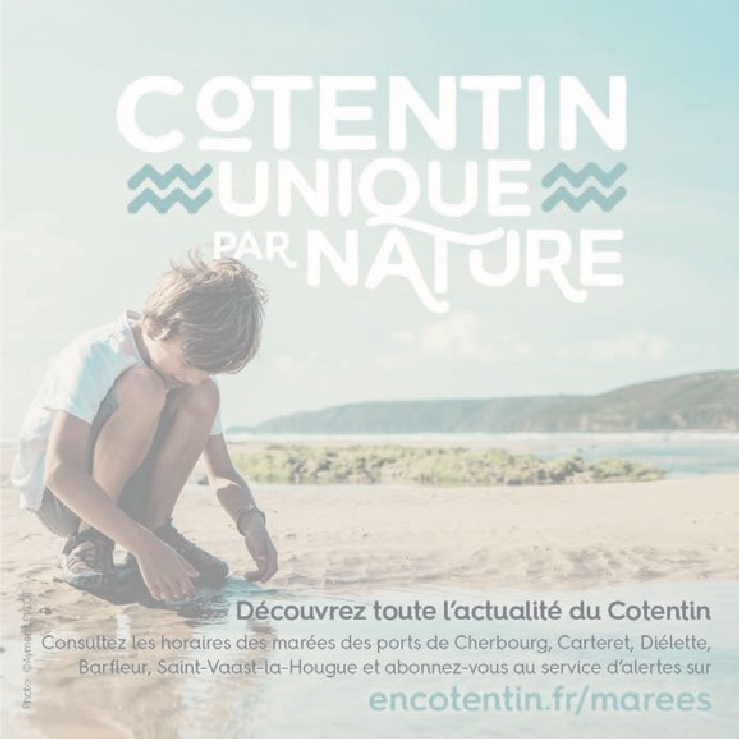 COTENTIN
UNIQUE
PAR NATURE
Découvrez toute l'actualité du Cotentin
Consultez les horaires des marées des ports de Cherbourg, Carteret, Diélette,
Barfleur, Saint-Vaast-la-Hougue et abonnez-vous au service d'alertes sur
encotentin.fr/marees
Photo: